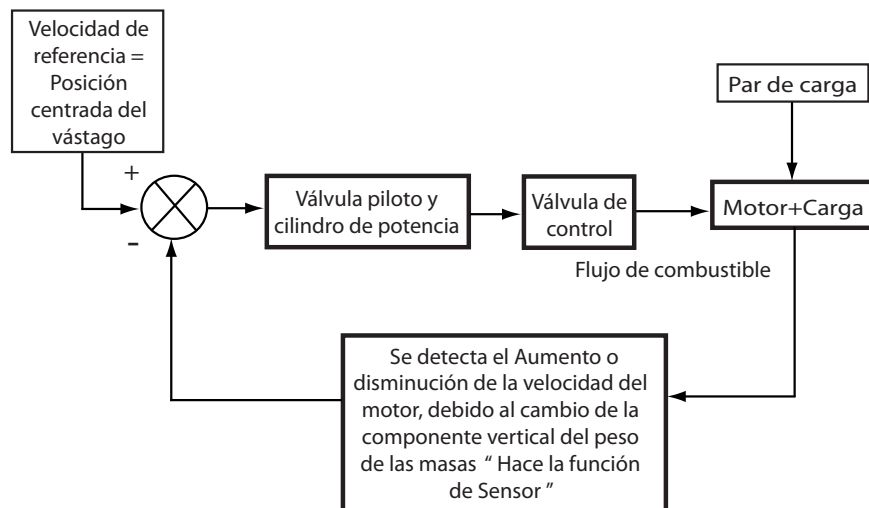 Velocidad de
referencia =
Posición
centrada del
vástago
Par de carga
+
-
Válvula piloto y
cilindro de potencia
Válvula de
control
Motor+Carga
Flujo de combustible
Se detecta el Aumento o
disminución de la velocidad del
motor, debido al cambio de la
componente vertical del peso
de las masas “ Hace la función
de Sensor ”